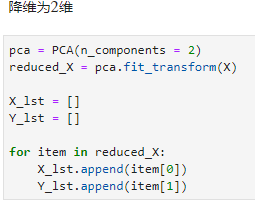 降维为2维
pca = PCA(n_components = 2)
reduced_X = pca.fit_transform(X)
X_lst = []
Y_lst = []
for item in reduced_X:
    X_lst.append(item[0])
    Y_lst.append(item[1])